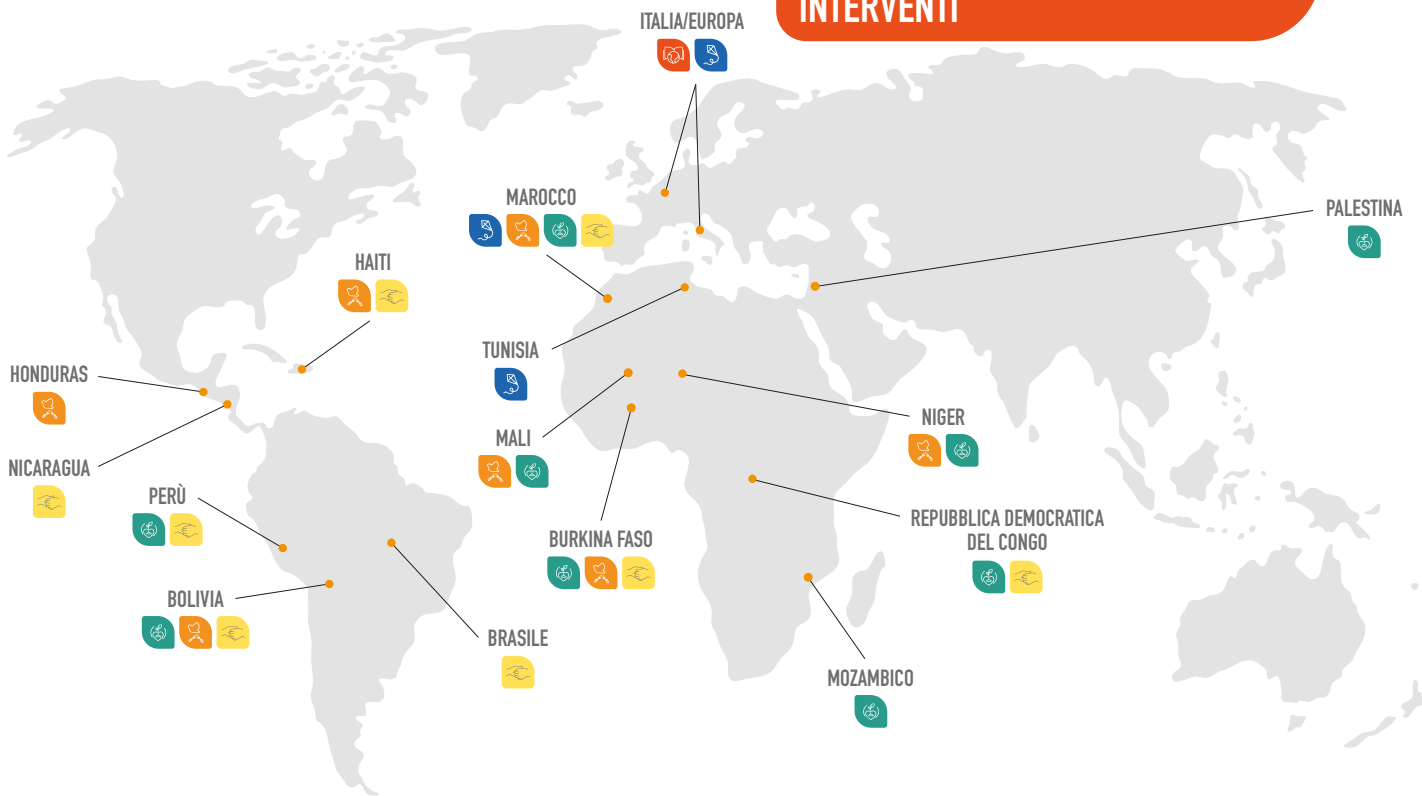 INTERVENTI
ITALIA/EUROPA
MAROCCO
PALESTINA
HAITI
TUNISIA
HONDURAS
NIGER
MALI
NICARAGUA
PERÙ
REPUBBLICA DEMOCRATICA
DEL CONGO
BURKINA FASO
BOLIVIA
BRASILE
MOZAMBICO